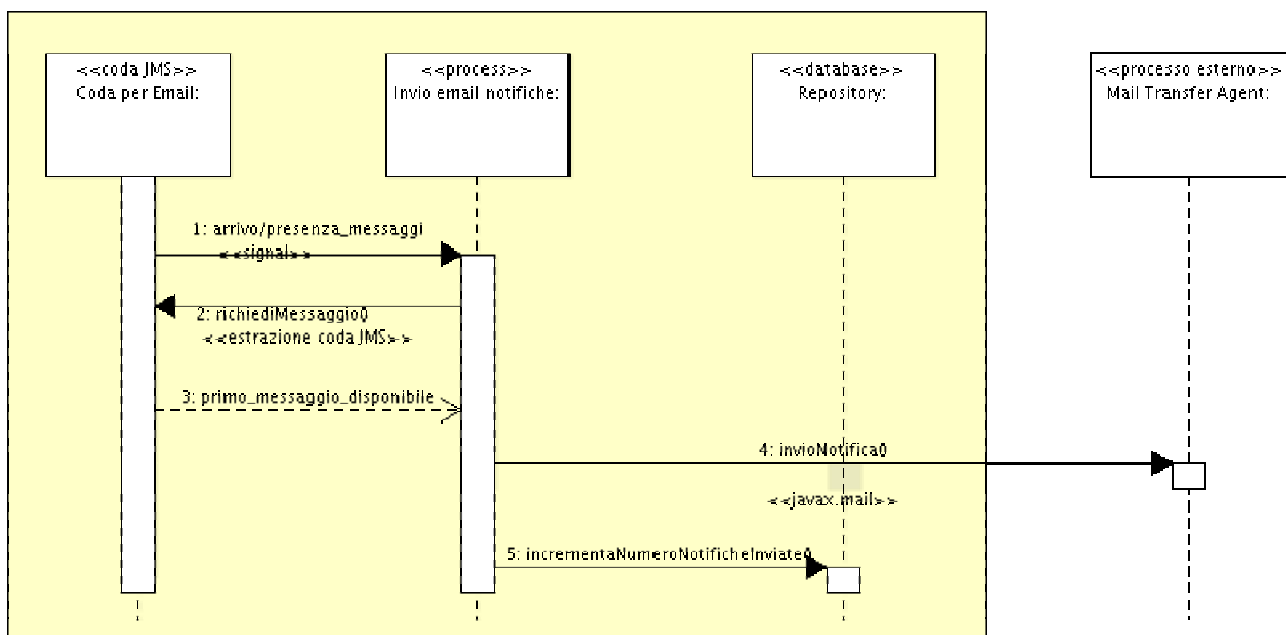 <<coda JMS>>
Coda per Email:
<<process>>
Invio email notifiche:
<<database>>
Repository:
<<processo esterno>>
Mail Transfer Agent:
1: arrivo/presenza_messaggi
<<signal>>
2: richiediMessaggio()
<<estrazione coda JMS>>
3: primo_messaggio_disponibile
4: invioNotifica()
<<javax.mail>>
5: incrementaNumeroNotificheInviate()